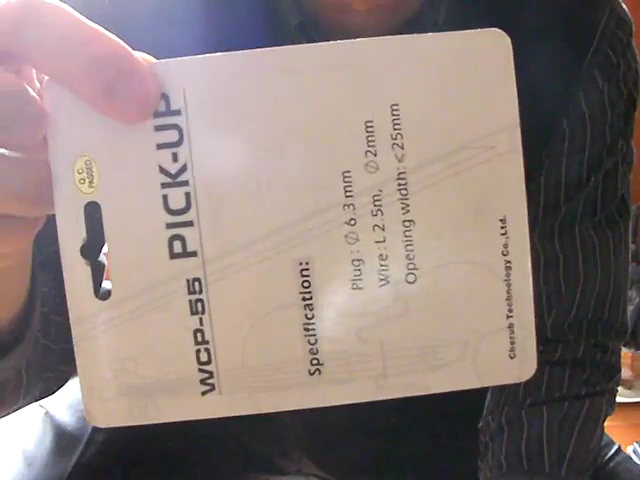 Q.C.
PASSED
WCP-55 PICK-UP
Specification:
Plug : ∅ 6.3 mm
Wire : L 2.5m, ∅ 2mm
Opening width: <25mm
Cherub Technology Co.,Ltd.